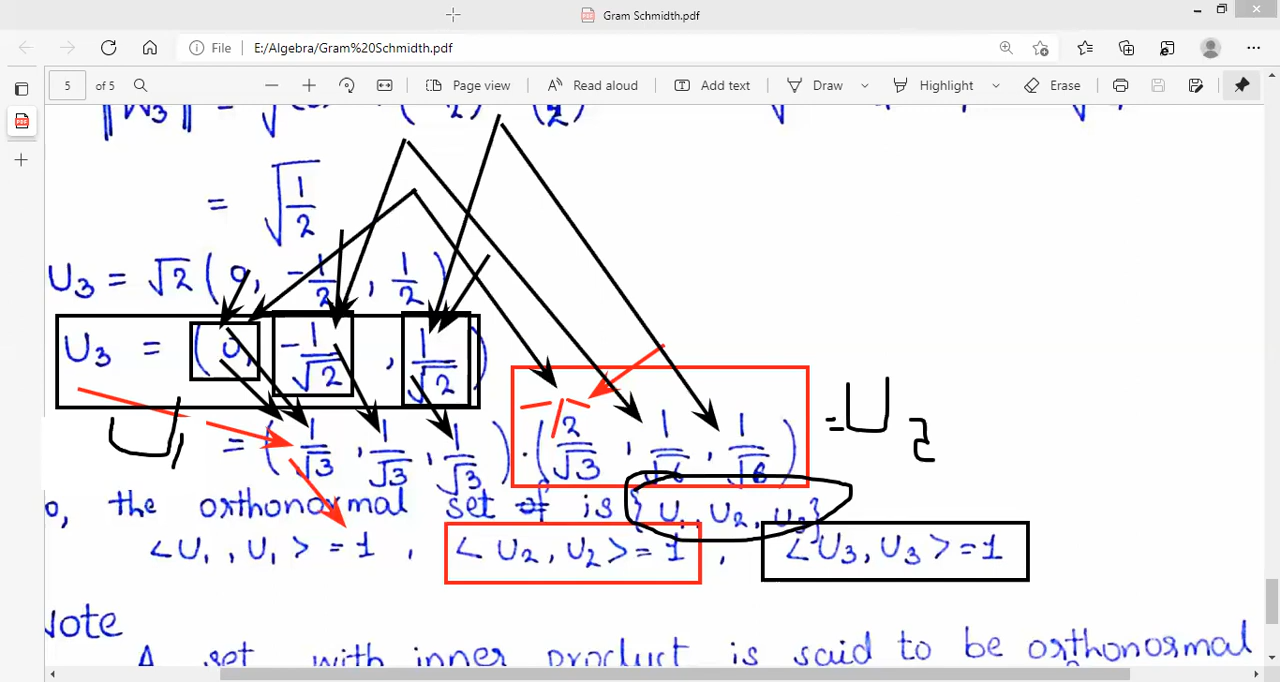 Gram Schmidth.pdf
File E:/Algebra/Gram%20Schmidth.pdf
5 of 5 Page view Read aloud Add text Draw Highlight Erase
= √(1/2)
U₃ = √2 (0, -1/2, 1/2)
U₃ = (0, -1/√2, 1/√2)
U₁ = (1/√3, 1/√3, 1/√3) . (2/√3, 1/√6, 1/√6) = U₂
o, the orthonormal set of is {U₁, U₂, U₃}
<U₁, U₁> = 1, <U₂, U₂> = 1, <U₃, U₃> = 1
Note
A set with inner product is said to be orthonormal